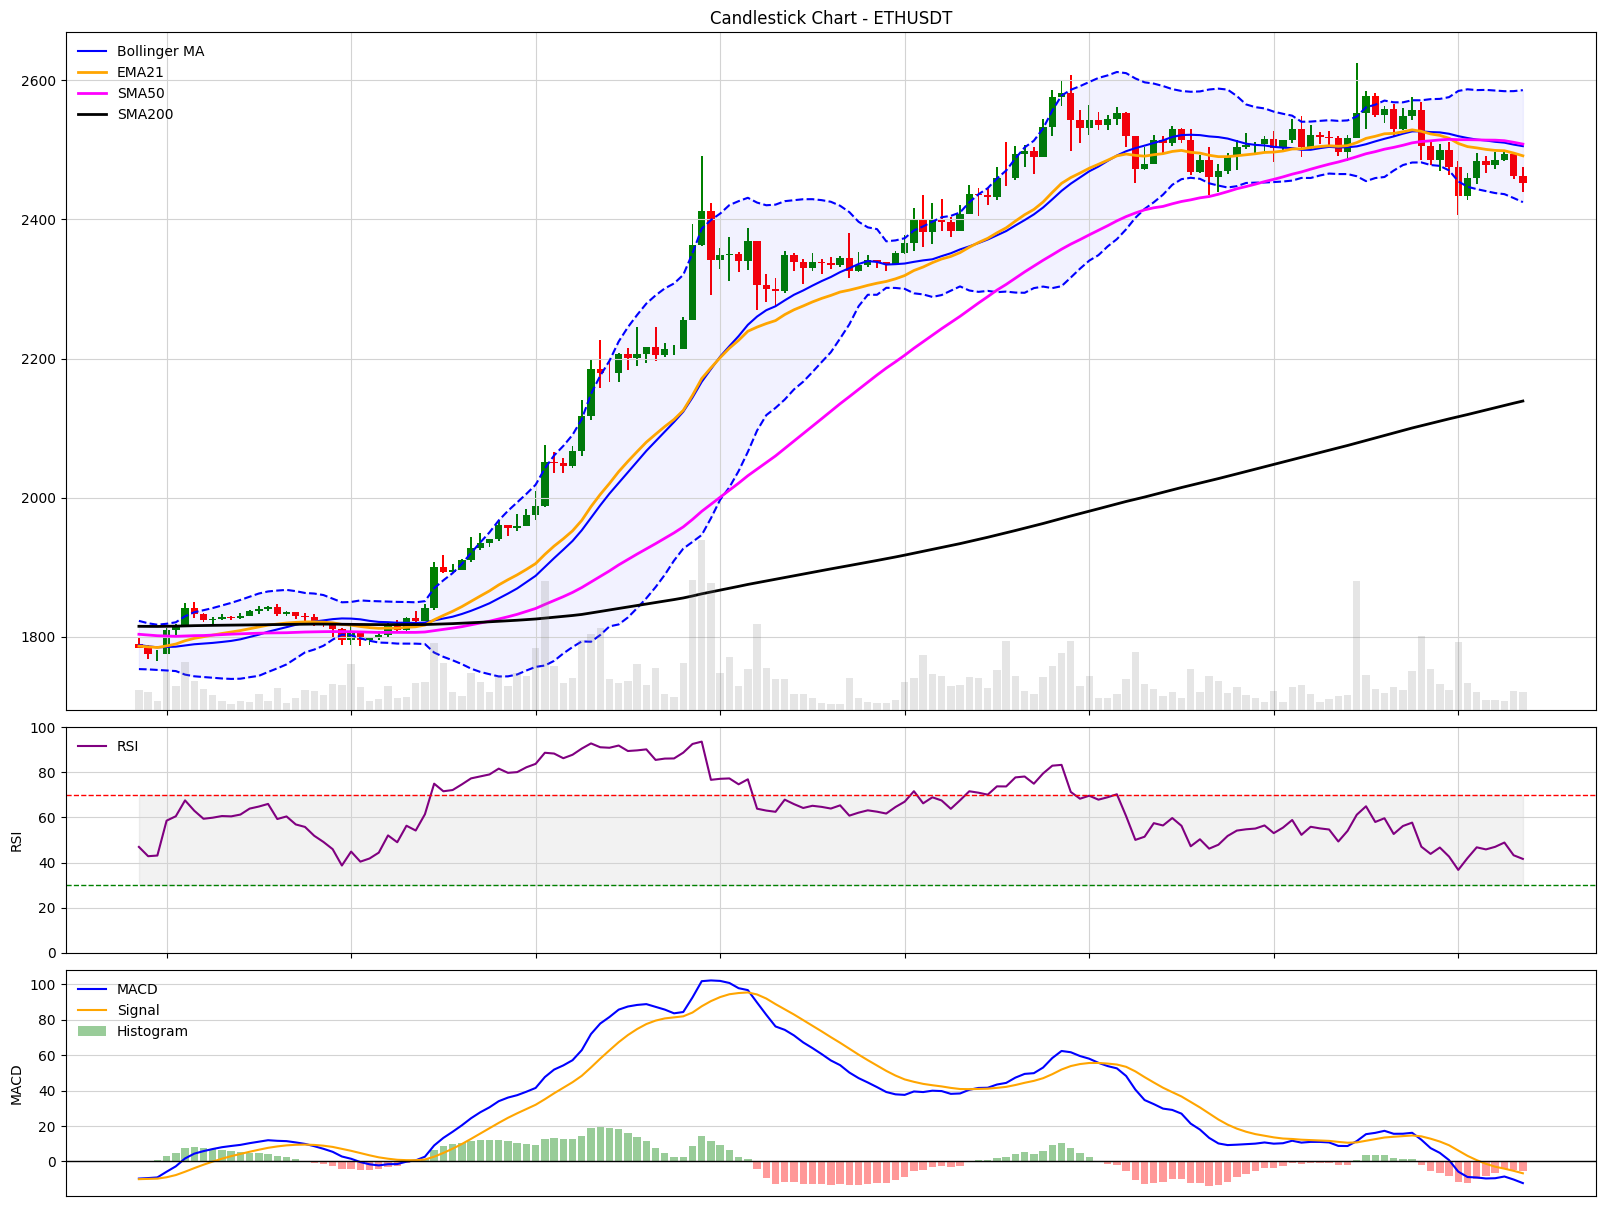 Candlestick Chart - ETHUSDT
Bollinger MA
EMA21
SMA50
SMA200
2600
2400
2200
2000
1800
RSI
100
80
60
40
20
0
RSI
MACD
Signal
Histogram
100
80
60
40
20
0
MACD